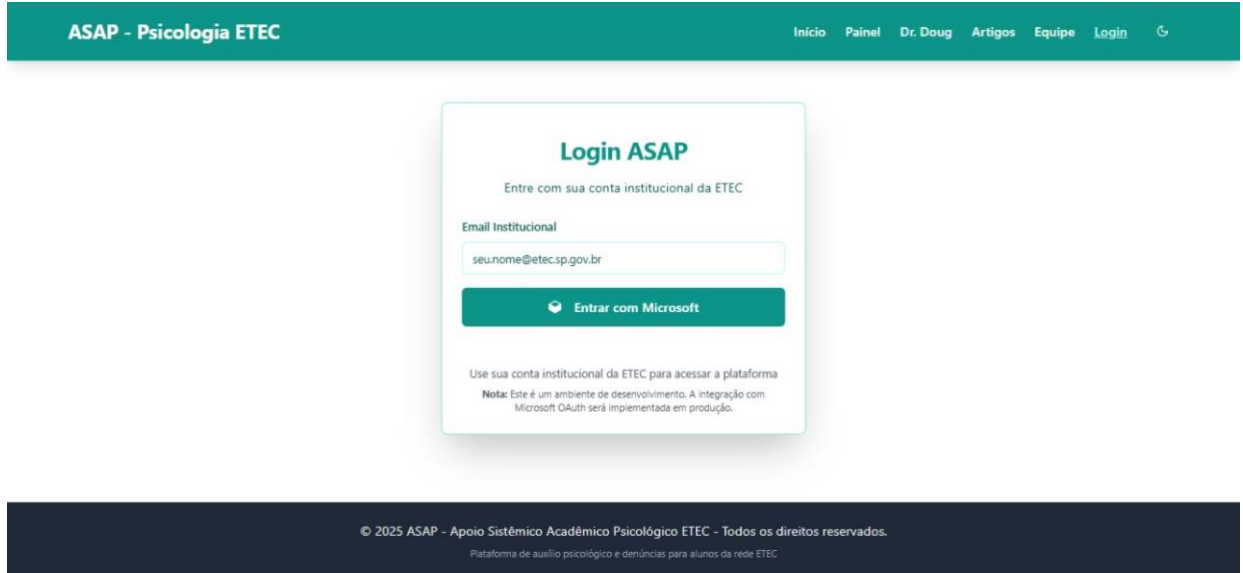 ASAP - Psicologia ETEC
Início Painel Dr. Doug Artigos Equipe Login
Login ASAP
Entre com sua conta institucional da ETEC
Email Institucional
seu.nome@etec.sp.gov.br
Entrar com Microsoft
Use sua conta institucional da ETEC para acessar a plataforma
Nota: Este é um ambiente de desenvolvimento. A integração com
Microsoft OAuth será implementada em produção.
© 2025 ASAP - Apoio Sistêmico Acadêmico Psicológico ETEC - Todos os direitos reservados.
Plataforma de auxílio psicológico e denúncias para alunos da rede ETEC